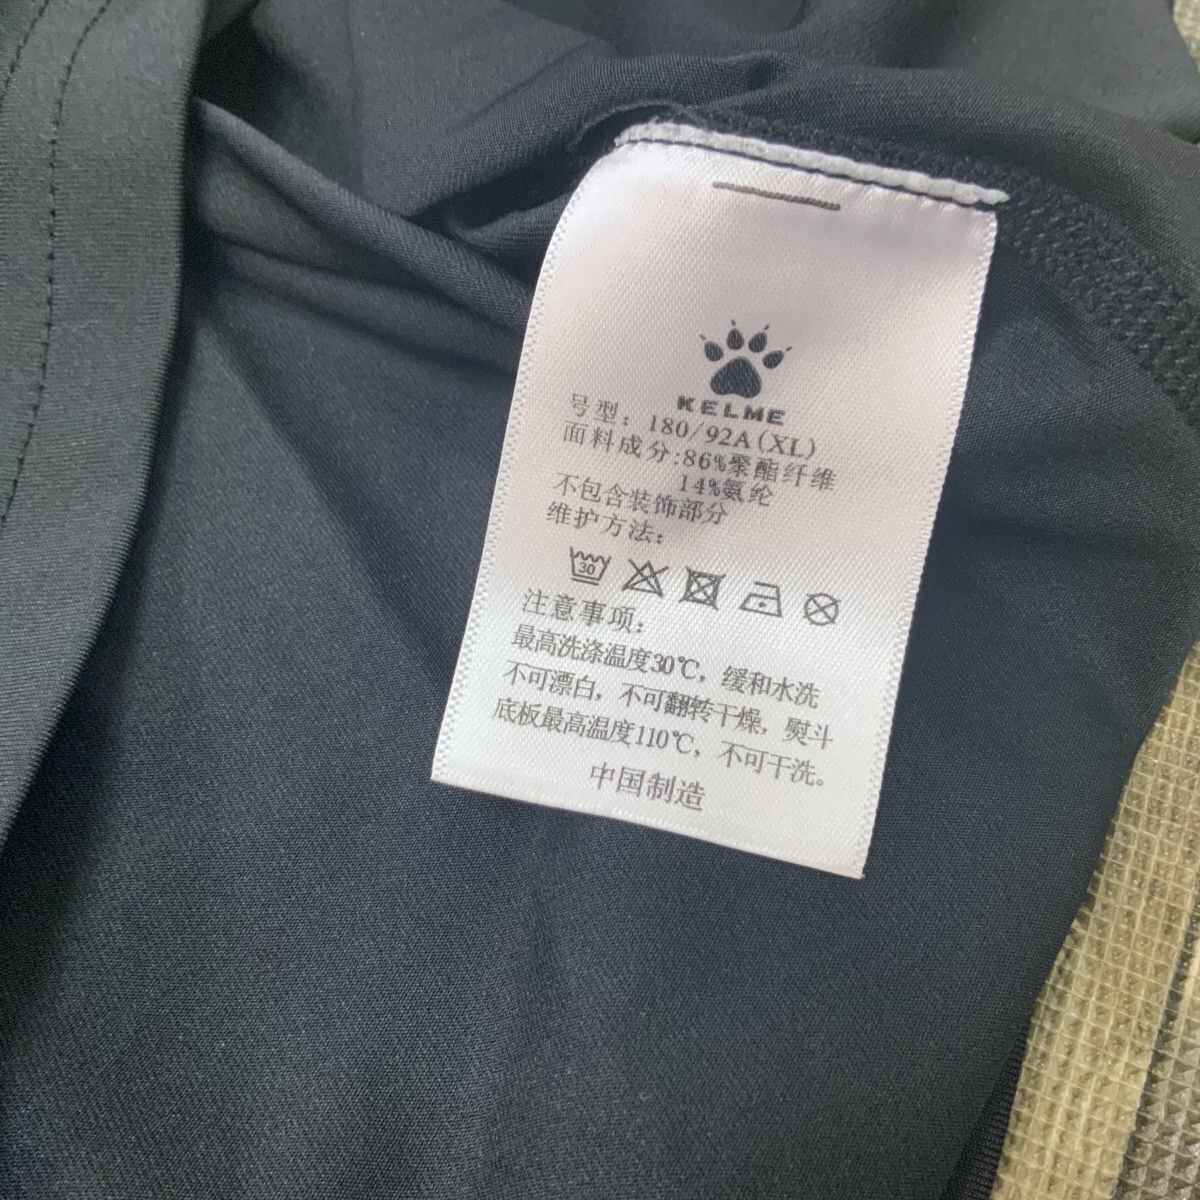 KELME
号型：180/92A(XL)
面料成分:86%聚酯纤维
14%氨纶
不包含装饰部分
维护方法：
30
注意事项：
最高洗涤温度30℃，缓和水洗
不可漂白，不可翻转干燥，熨斗
底板最高温度110℃，不可干洗。
中国制造